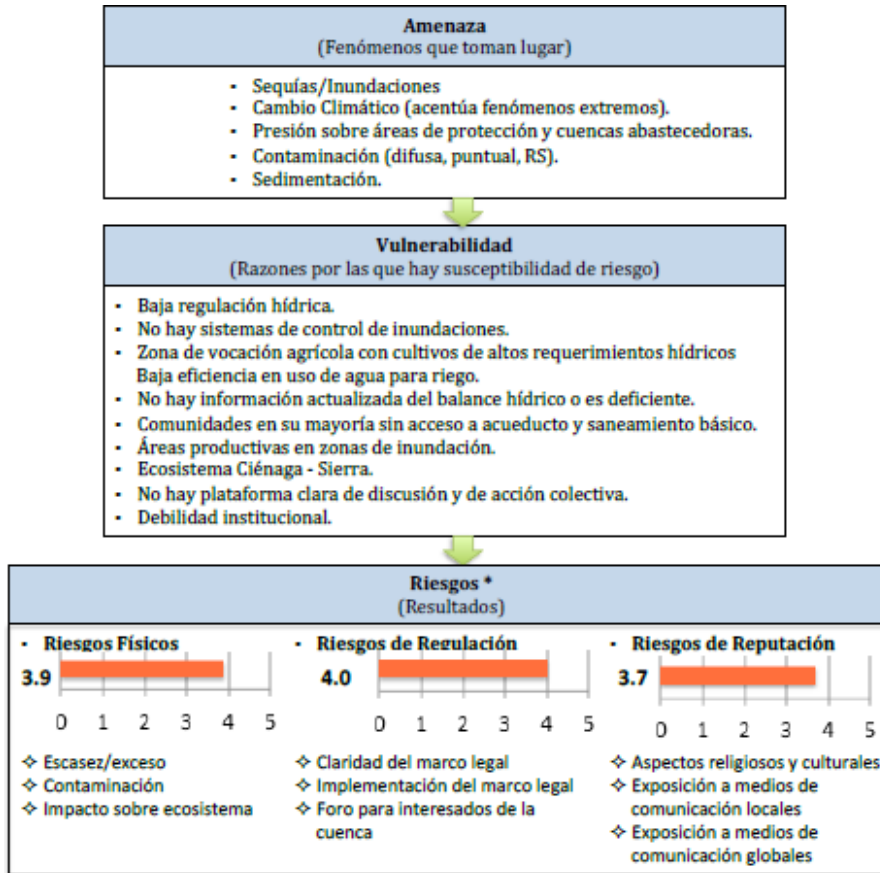 Amenaza
(Fenómenos que toman lugar)
▪ Sequías/Inundaciones
▪ Cambio Climático (acentúa fenómenos extremos).
▪ Presión sobre áreas de protección y cuencas abastecedoras.
▪ Contaminación (difusa, puntual, RS).
▪ Sedimentación.
Vulnerabilidad
(Razones por las que hay susceptibilidad de riesgo)
▪ Baja regulación hídrica.
▪ No hay sistemas de control de inundaciones.
▪ Zona de vocación agrícola con cultivos de altos requerimientos hídricos
Baja eficiencia en uso de agua para riego.
▪ No hay información actualizada del balance hídrico o es deficiente.
▪ Comunidades en su mayoría sin acceso a acueducto y saneamiento básico.
▪ Áreas productivas en zonas de inundación.
▪ Ecosistema Ciénaga - Sierra.
▪ No hay plataforma clara de discusión y de acción colectiva.
▪ Debilidad institucional.
Riesgos *
(Resultados)
▪ Riesgos Físicos
3.9
0 1 2 3 4 5
✧ Escasez/exceso
✧ Contaminación
✧ Impacto sobre ecosistema
▪ Riesgos de Regulación
4.0
0 1 2 3 4 5
✧ Claridad del marco legal
✧ Implementación del marco legal
✧ Foro para interesados de la
cuenca
▪ Riesgos de Reputación
3.7
0 1 2 3 4 5
✧ Aspectos religiosos y culturales
✧ Exposición a medios de
comunicación locales
✧ Exposición a medios de
comunicación globales